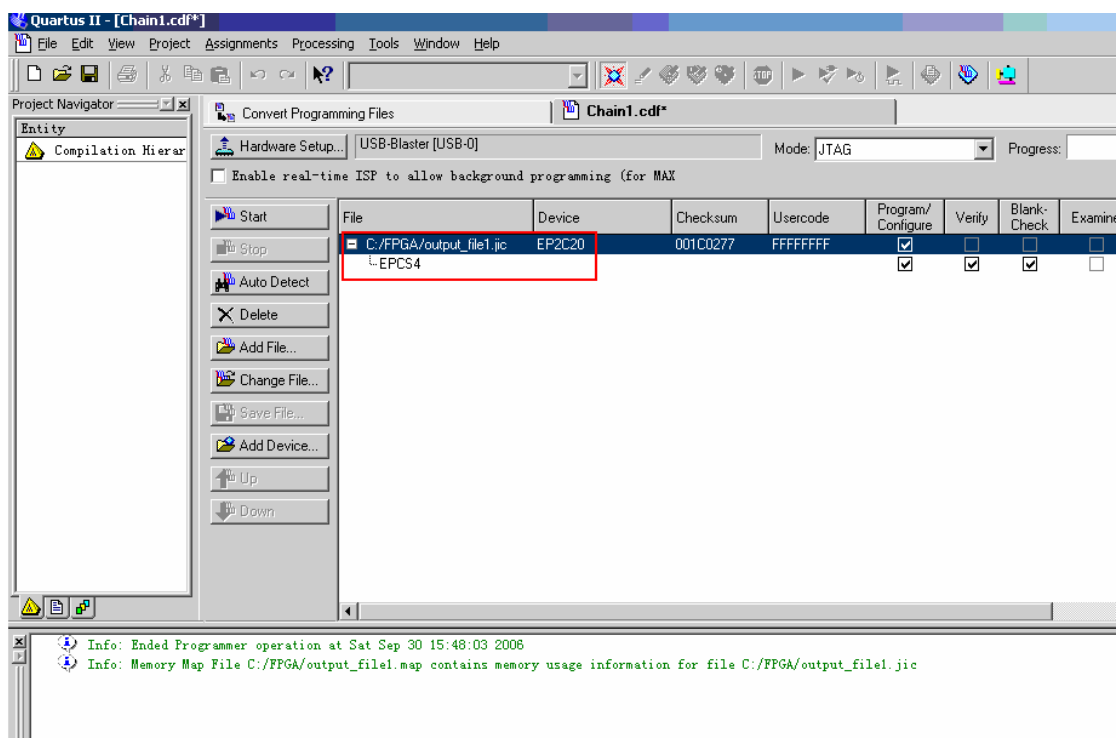 Quartus II - [Chain1.cdf*]
File Edit View Project Assignments Processing Tools Window Help
Project Navigator
Convert Programming Files
Chain1.cdf*
Entity
Compilation Hierar
Hardware Setup... USB-Blaster [USB-0] Mode: JTAG Progress:
Enable real-time ISP to allow background programming (for MAX
File Device Checksum Usercode Program/ Configure Verify Blank- Check Examine
C:/FPGA/output_file1.jic EP2C20 001C0277 FFFFFFFF
EPCS4
Start
Stop
Auto Detect
Delete
Add File...
Change File...
Save File...
Add Device...
Up
Down
Info: Ended Programmer operation at Sat Sep 30 15:48:03 2006
Info: Memory Map File C:/FPGA/output_file1.map contains memory usage information for file C:/FPGA/output_file1.jic